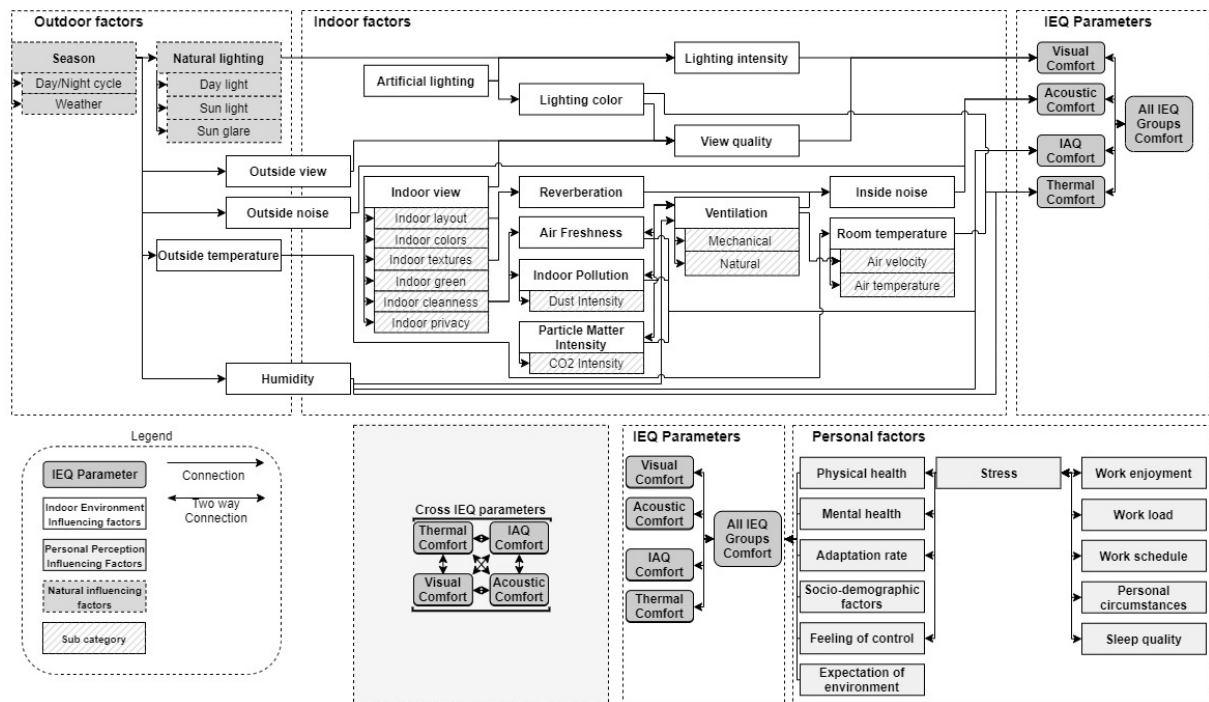 Outdoor factors
Indoor factors
IEQ Parameters
Season
Day/Night cycle
Weather
Natural lighting
Day light
Sun light
Sun glare
Outside view
Outside noise
Outside temperature
Humidity
Artificial lighting
Lighting intensity
Lighting color
View quality
Indoor view
Indoor layout
Indoor colors
Indoor textures
Indoor green
Indoor cleanness
Indoor privacy
Reverberation
Air Freshness
Indoor Pollution
Dust Intensity
Particle Matter
Intensity
CO2 Intensity
Ventilation
Mechanical
Natural
Inside noise
Room temperature
Air velocity
Air temperature
Visual
Comfort
Acoustic
Comfort
IAQ
Comfort
Thermal
Comfort
All IEQ
Groups
Comfort
Legend
IEQ Parameter
Connection
Indoor Environment
Influencing factors
Two way
Connection
Personal Perception
Influencing Factors
Natural influencing
factors
Sub category
Cross IEQ parameters
Thermal
Comfort
IAQ
Comfort
Visual
Comfort
Acoustic
Comfort
IEQ Parameters
Visual
Comfort
Acoustic
Comfort
IAQ
Comfort
Thermal
Comfort
All IEQ
Groups
Comfort
Personal factors
Physical health
Mental health
Adaptation rate
Socio-demographic
factors
Feeling of control
Expectation of
environment
Stress
Work enjoyment
Work load
Work schedule
Personal
circumstances
Sleep quality